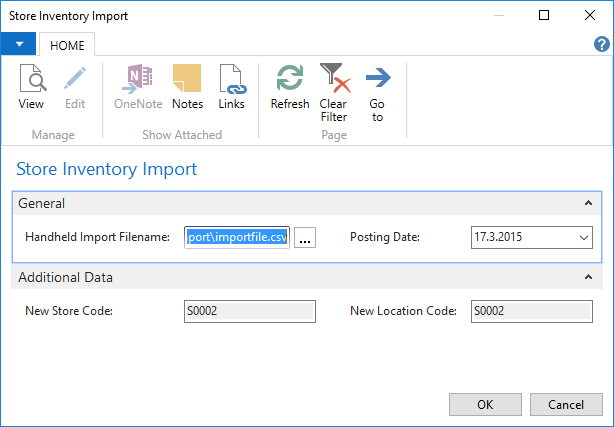 Store Inventory Import
HOME
View
Edit
OneNote
Notes
Links
Refresh
Clear
Filter
Go
to
Manage
Show Attached
Page
Store Inventory Import
General
Handheld Import Filename: port\importfile.csv ... Posting Date: 17.3.2015
Additional Data
New Store Code: S0002 New Location Code: S0002
OK Cancel